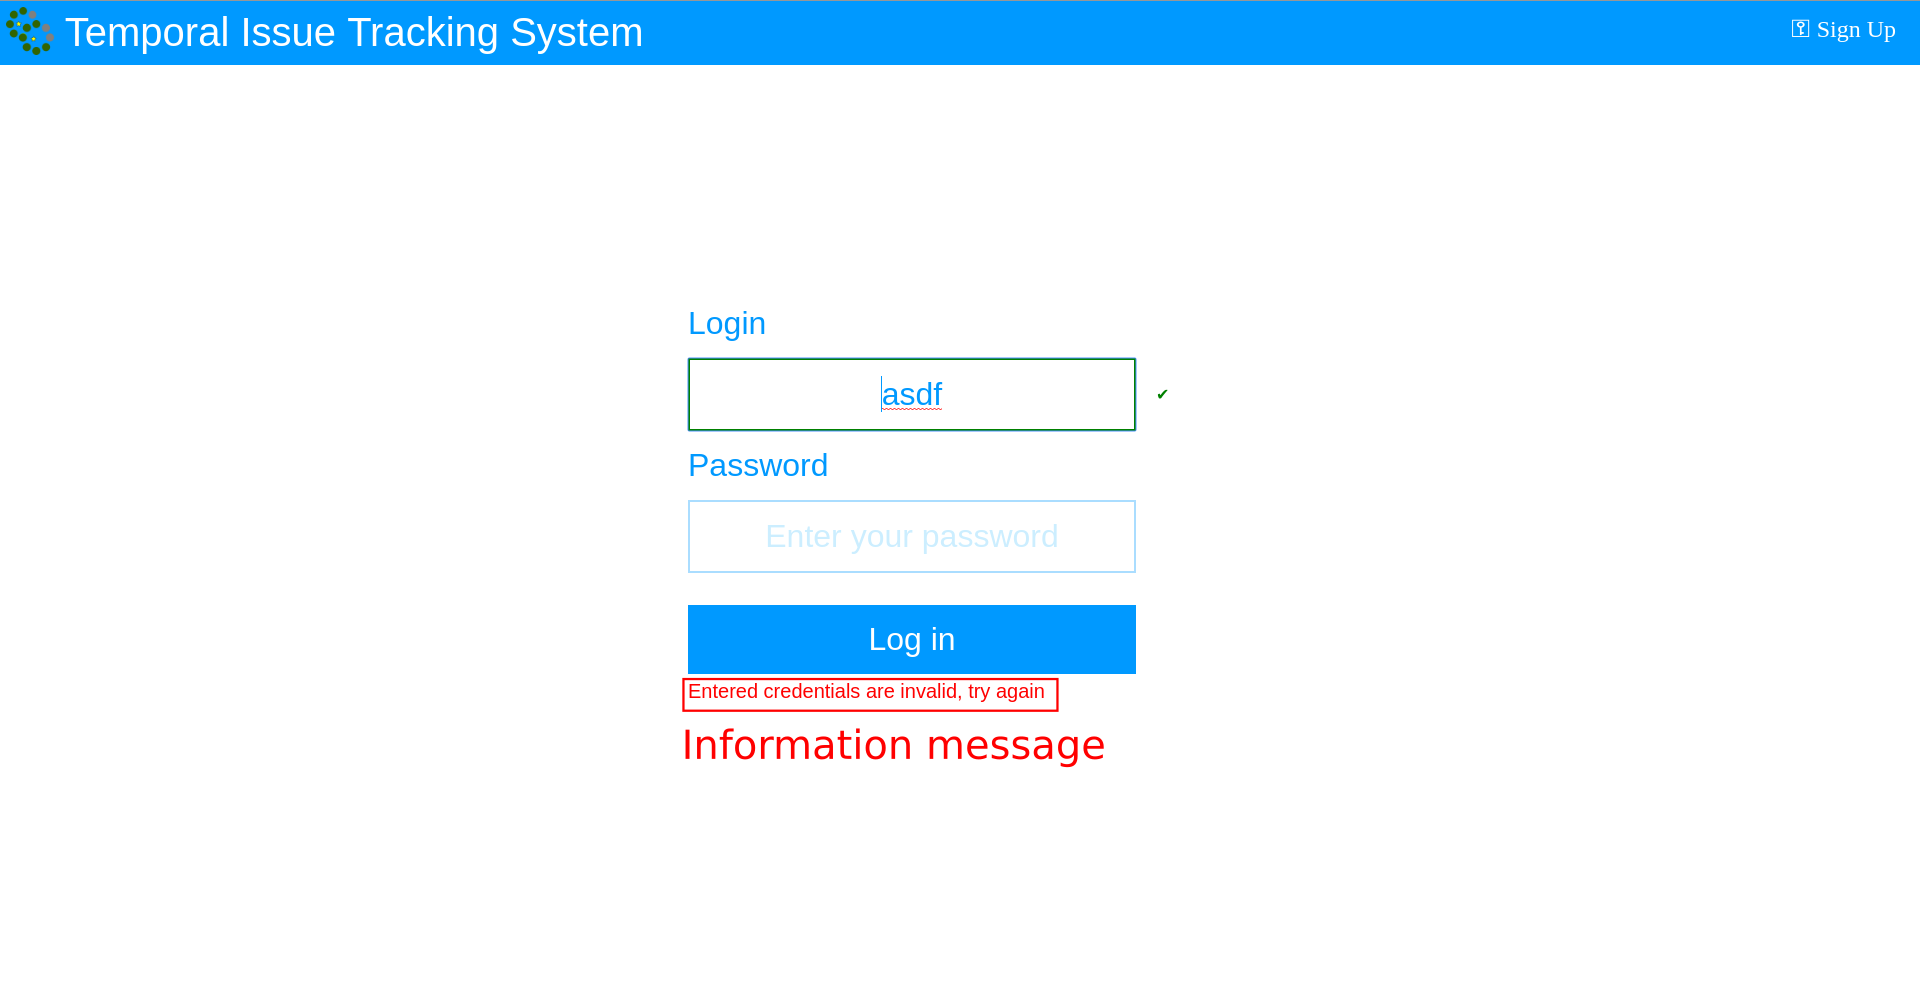 Temporal Issue Tracking System
⚿ Sign Up
Login
asdf ✔
Password
Enter your password
Log in
Entered credentials are invalid, try again
Information message